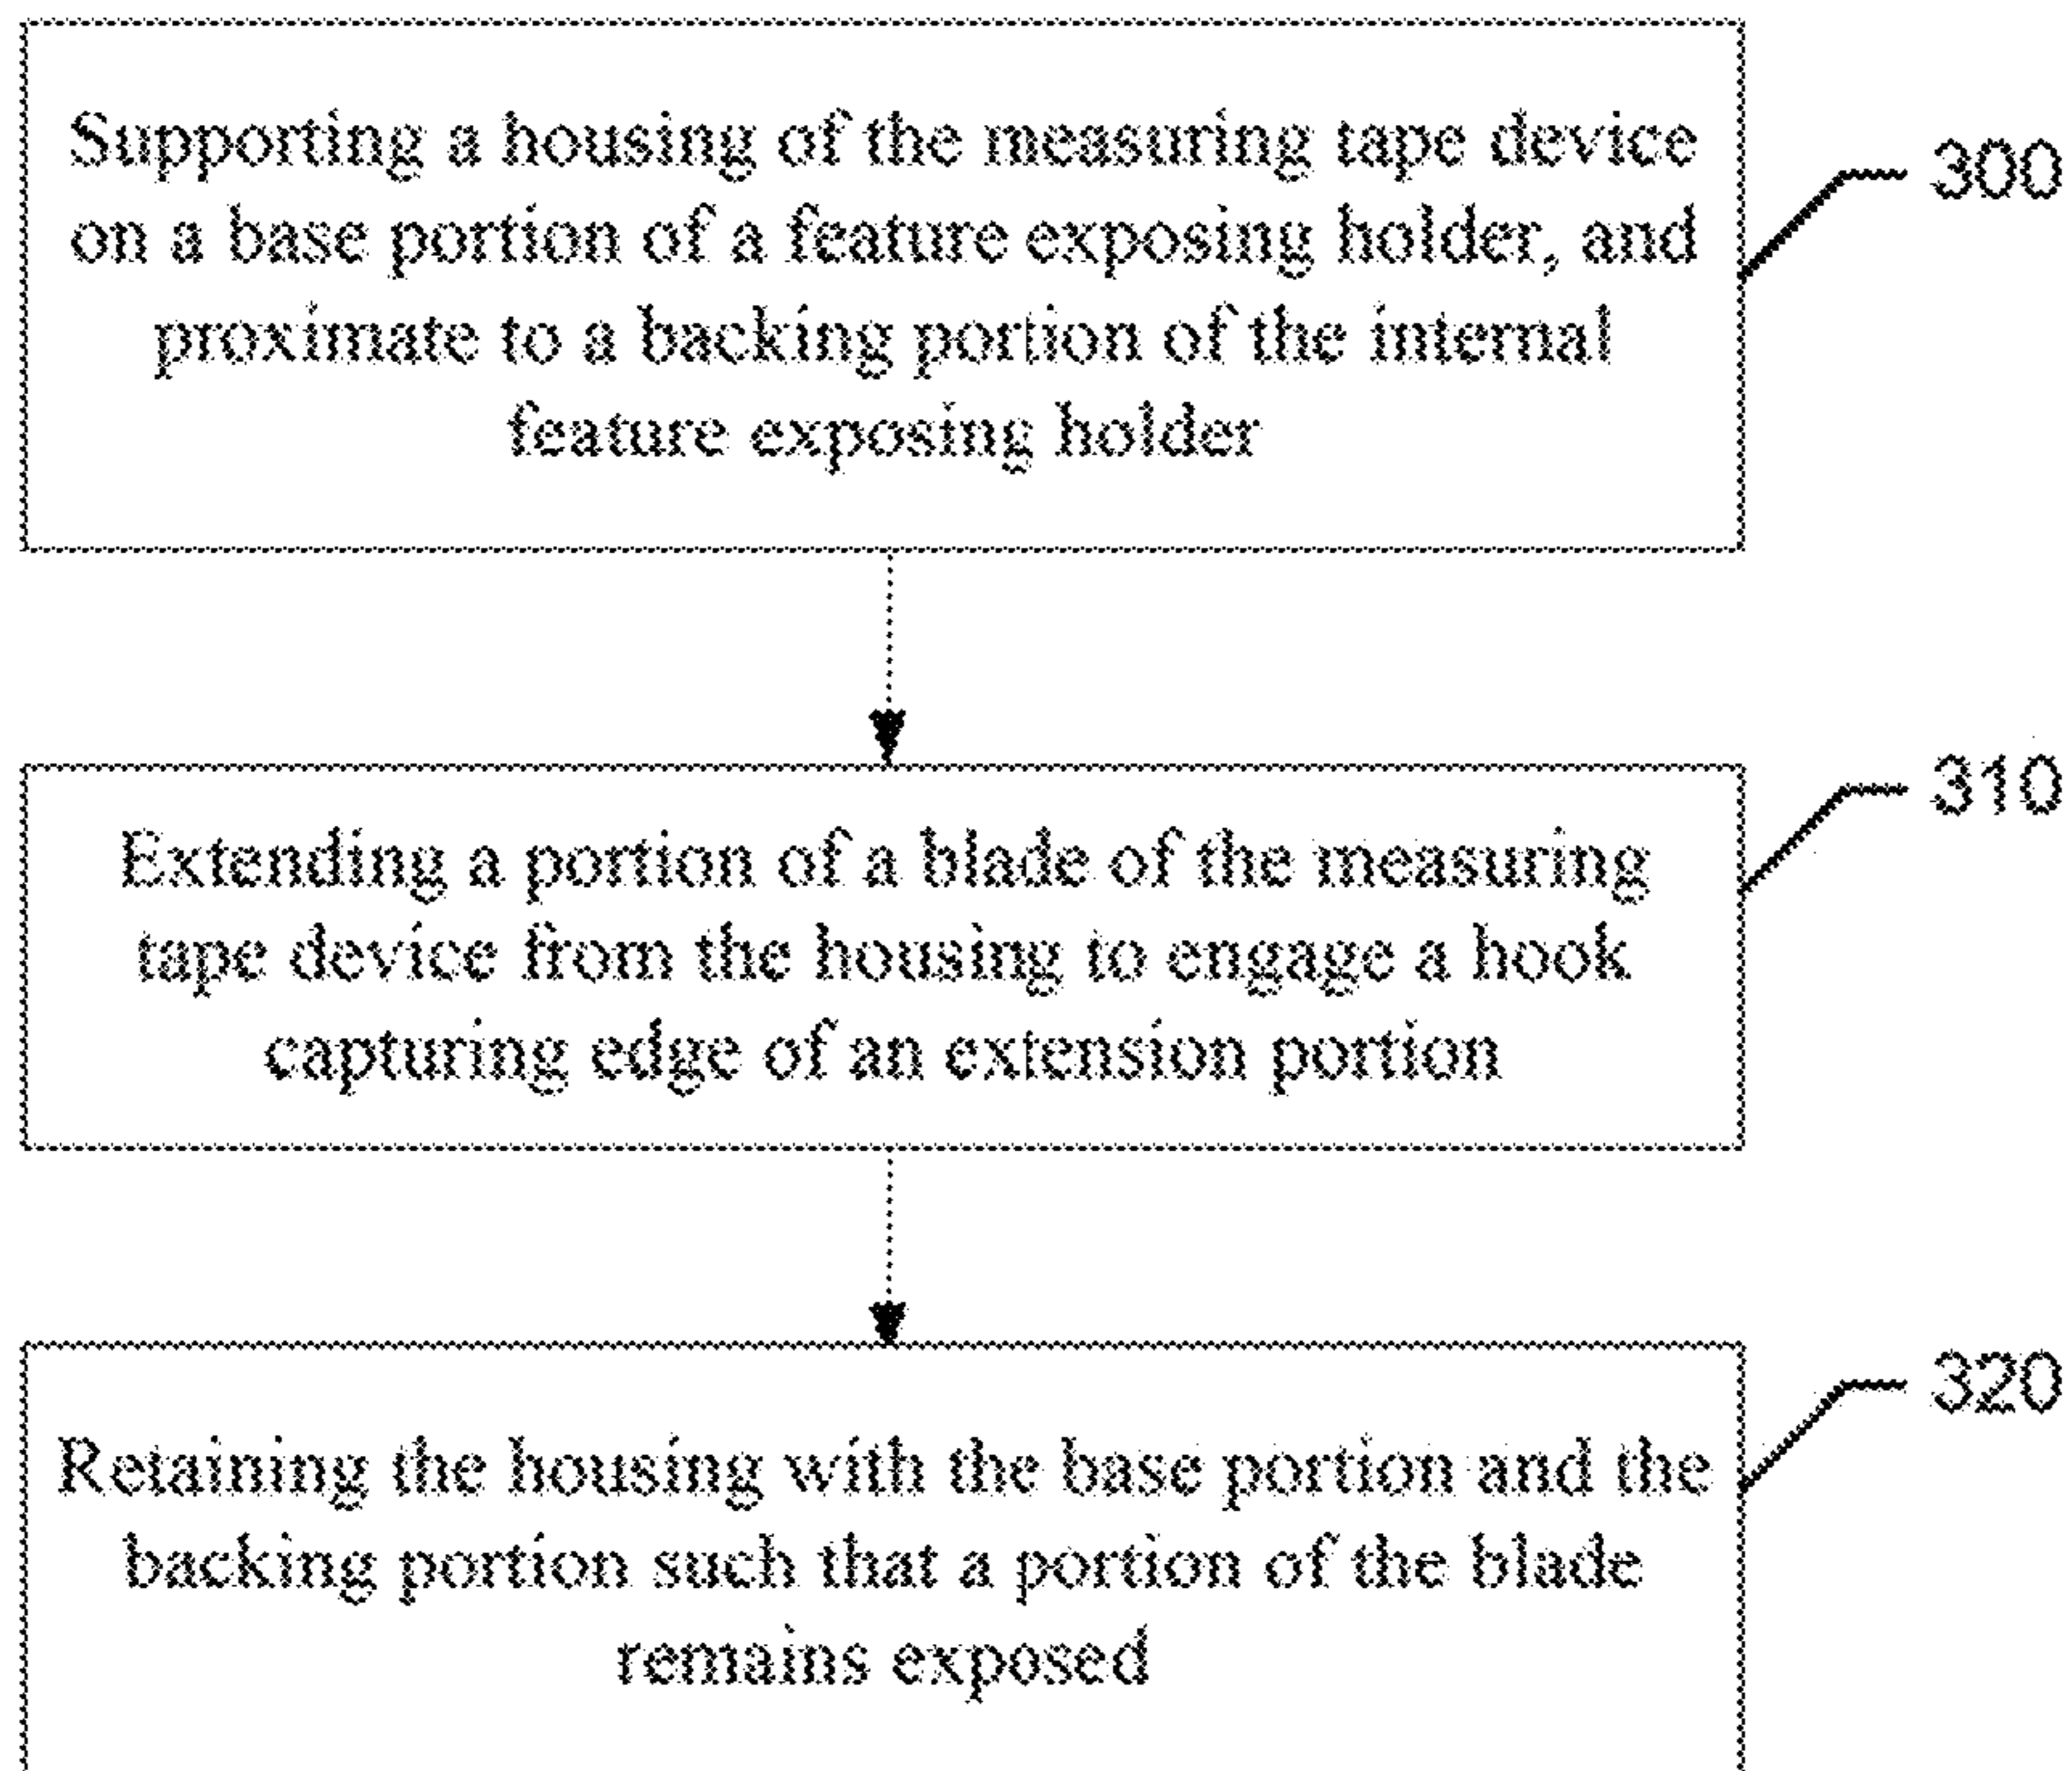 Supporting a housing of the measuring tape device
on a base portion of a feature exposing holder, and
proximate to a backing portion of the internal
feature exposing holder
300
Extending a portion of a blade of the measuring
tape device from the housing to engage a hook
capturing edge of an extension portion
310
Retaining the housing with the base portion and the
backing portion such that a portion of the blade
remains exposed
320